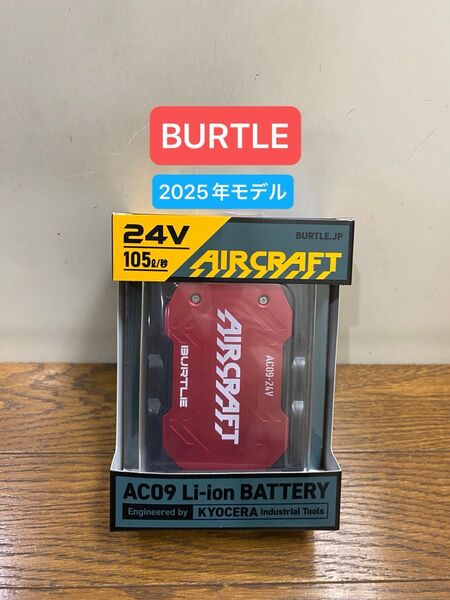 BURTLE
2025年モデル
24V
BURTLE.JP
105ℓ/秒
AIRCRAFT
AIRCRAFT
BURTLE
AC09-24V
AC09 Li-ion BATTERY
Engineered by KYOCERA Industrial Tools